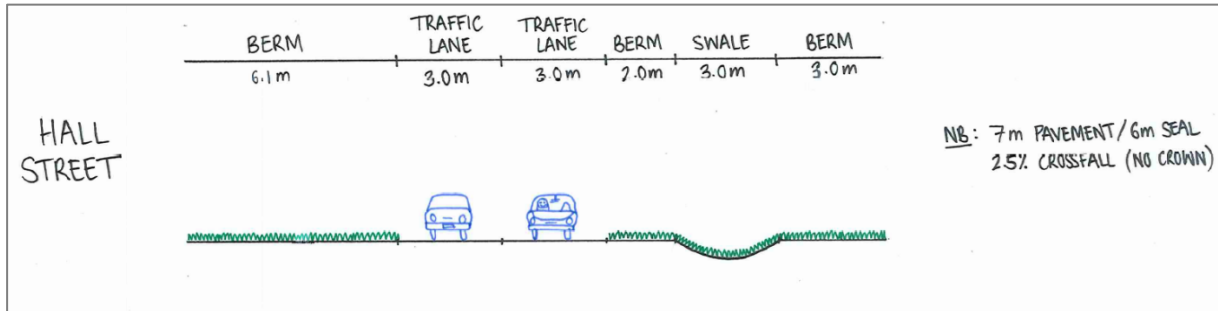 BERM
TRAFFIC
LANE
TRAFFIC
LANE
BERM
SWALE
BERM
6.1m
3.0m
3.0m
2.0m
3.0m
3.0m
HALL
STREET
NB: 7m PAVEMENT/6m SEAL
2.5% CROSSFALL (NO CROWN)